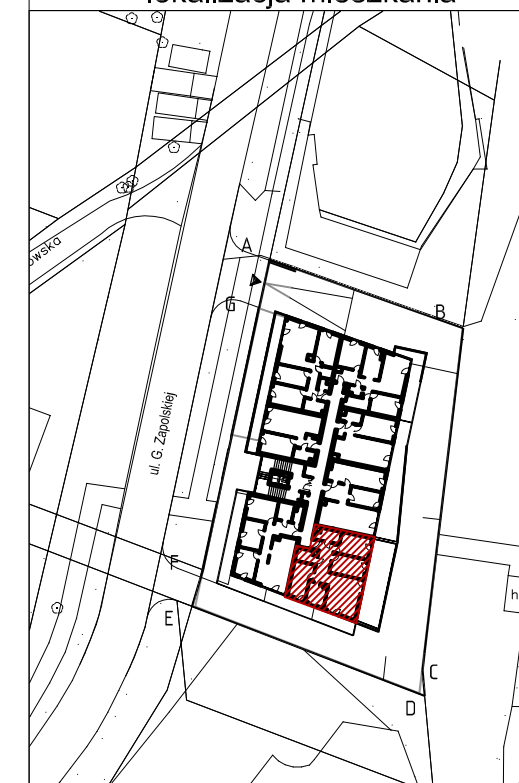 lokalizacja mieszkania
A
B
G
owska
ul. G. Zapolskiej
F
E
C
D
h